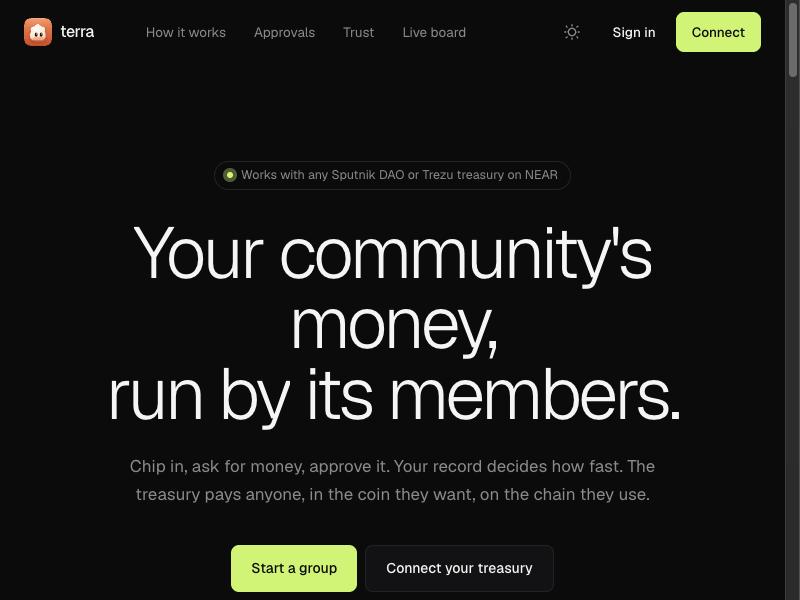 terra
How it works
Approvals
Trust
Live board
Sign in
Connect
Works with any Sputnik DAO or Trezu treasury on NEAR
Your community's
money,
run by its members.
Chip in, ask for money, approve it. Your record decides how fast. The
treasury pays anyone, in the coin they want, on the chain they use.
Start a group
Connect your treasury